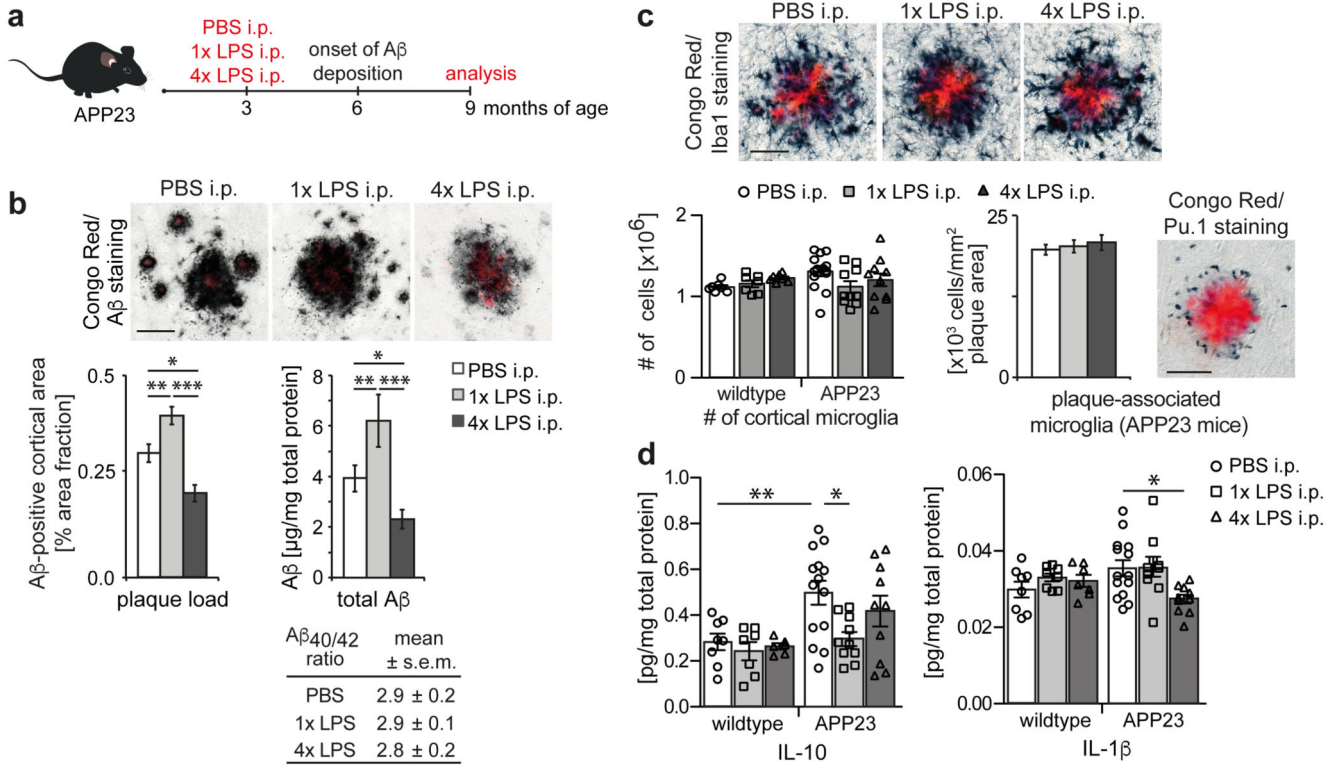 a
PBS i.p.
1x LPS i.p.
4x LPS i.p.
onset of Aβ
deposition
analysis
APP23
3
6
9 months of age
b
Congo Red/
Aβ staining
PBS i.p.
1x LPS i.p.
4x LPS i.p.
Aβ-positive cortical area
[% area fraction]
0.5
0.25
0.0
*
** ***
plaque load
Aβ [µg/mg total protein]
8
6
4
2
0
*
** ***
total Aβ
PBS i.p.
1x LPS i.p.
4x LPS i.p.
Aβ40/42 ratio mean ± s.e.m.
PBS 2.9 ± 0.2
1x LPS 2.9 ± 0.1
4x LPS 2.8 ± 0.2
c
Congo Red/
Iba1 staining
PBS i.p.
1x LPS i.p.
4x LPS i.p.
PBS i.p. 1x LPS i.p. 4x LPS i.p.
# of cells [x10⁶]
2
1
0
wildtype APP23
# of cortical microglia
[x10³ cells/mm²
plaque area]
25
0
plaque-associated
microglia (APP23 mice)
Congo Red/
Pu.1 staining
d
[pg/mg total protein]
1.0
0.8
0.6
0.4
0.2
0.0
** *
wildtype APP23
IL-10
[pg/mg total protein]
0.06
0.04
0.02
0.00
*
wildtype APP23
IL-1β
PBS i.p.
1x LPS i.p.
4x LPS i.p.